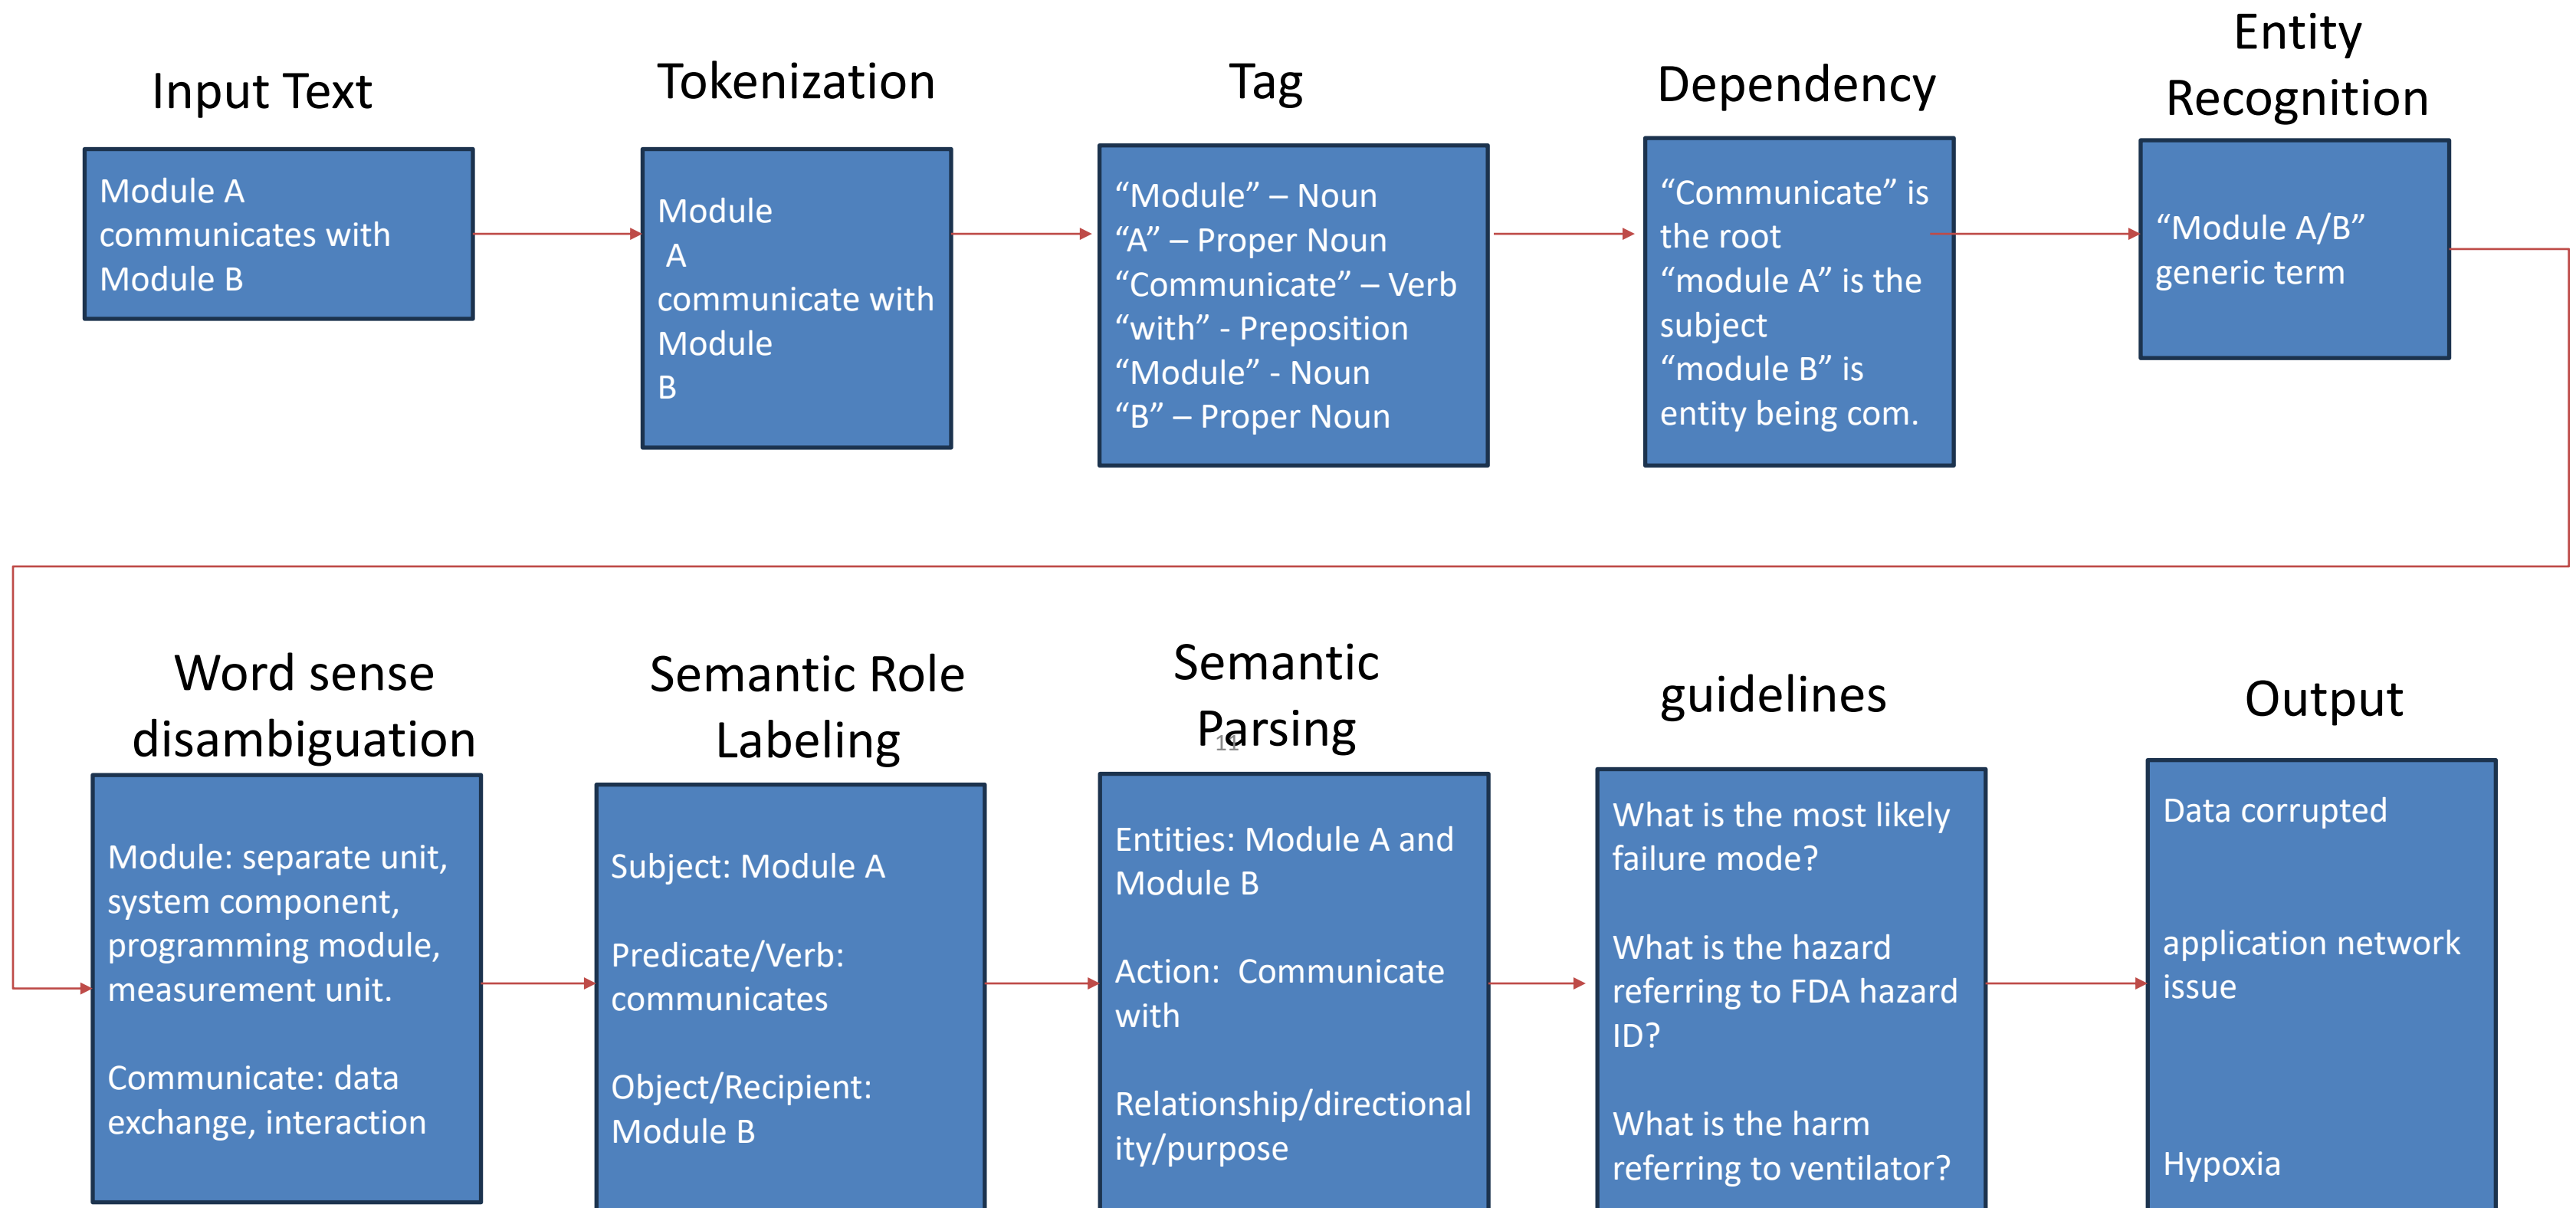 Input Text
Module A
communicates with
Module B
Tokenization
Module
A
communicate with
Module
B
Tag
“Module” – Noun
“A” – Proper Noun
“Communicate” – Verb
“with” - Preposition
“Module” - Noun
“B” – Proper Noun
Dependency
“Communicate” is
the root
“module A” is the
subject
“module B” is
entity being com.
Entity
Recognition
“Module A/B”
generic term
Word sense
disambiguation
Module: separate unit,
system component,
programming module,
measurement unit.
Communicate: data
exchange, interaction
Semantic Role
Labeling
Subject: Module A
Predicate/Verb:
communicates
Object/Recipient:
Module B
Semantic
Parsing
11
Entities: Module A and
Module B
Action:  Communicate
with
Relationship/directional
ity/purpose
guidelines
What is the most likely
failure mode?
What is the hazard
referring to FDA hazard
ID?
What is the harm
referring to ventilator?
Output
Data corrupted
application network
issue
Hypoxia